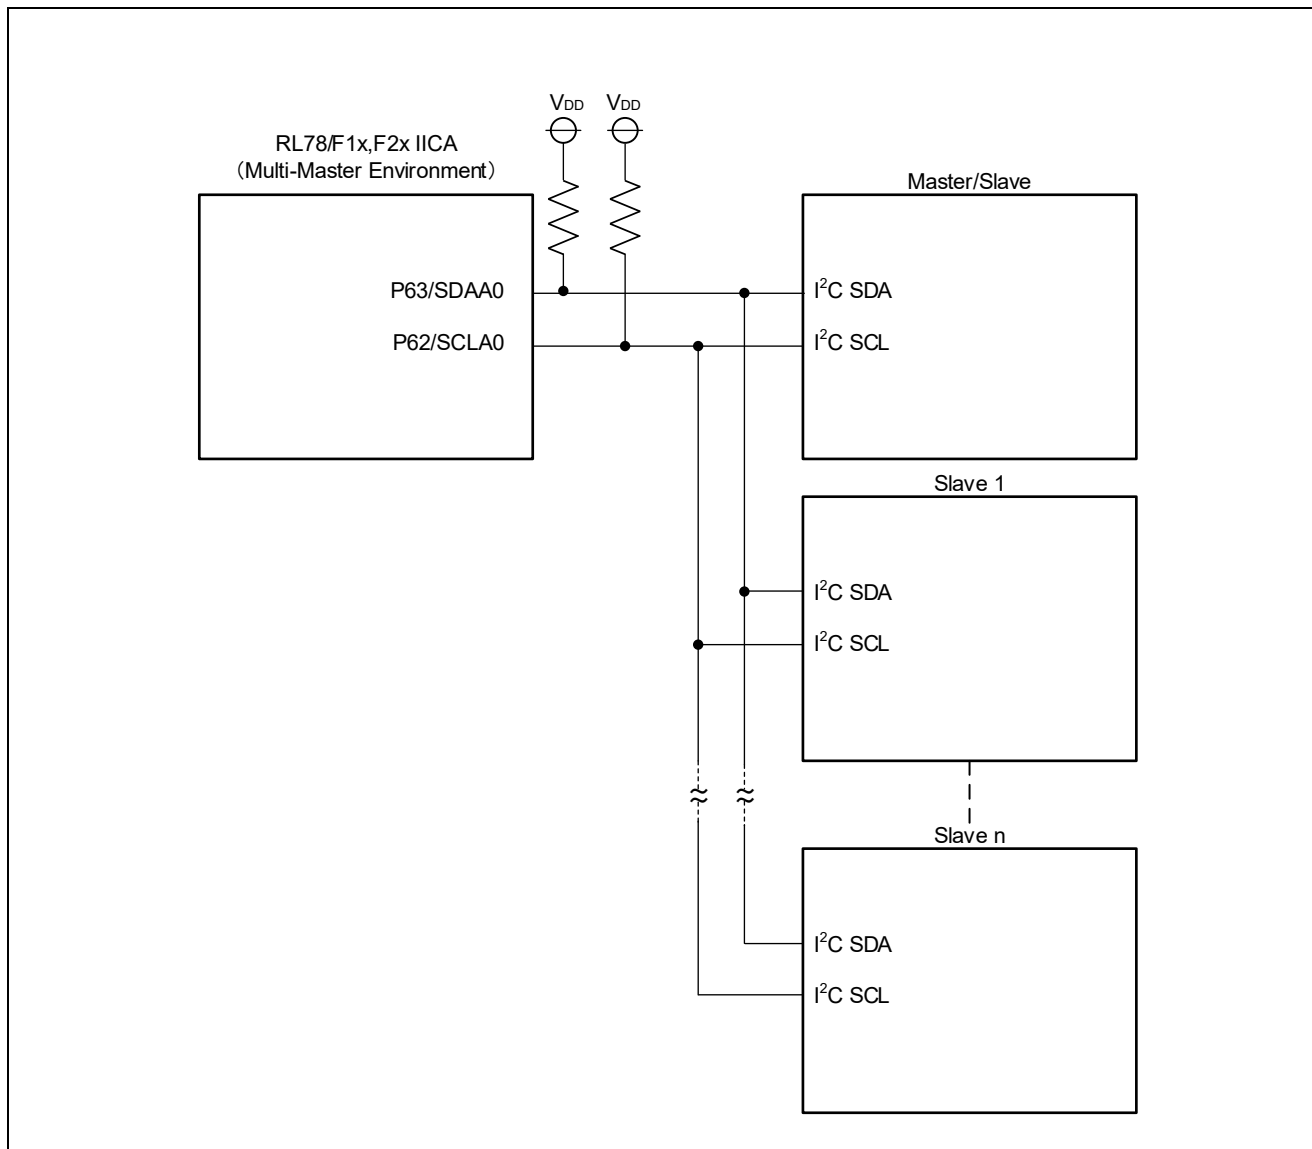 VDD VDD
RL78/F1x,F2x IICA
（Multi-Master Environment）
Master/Slave
P63/SDAA0
I²C SDA
P62/SCLA0
I²C SCL
Slave 1
I²C SDA
I²C SCL
Slave n
I²C SDA
I²C SCL